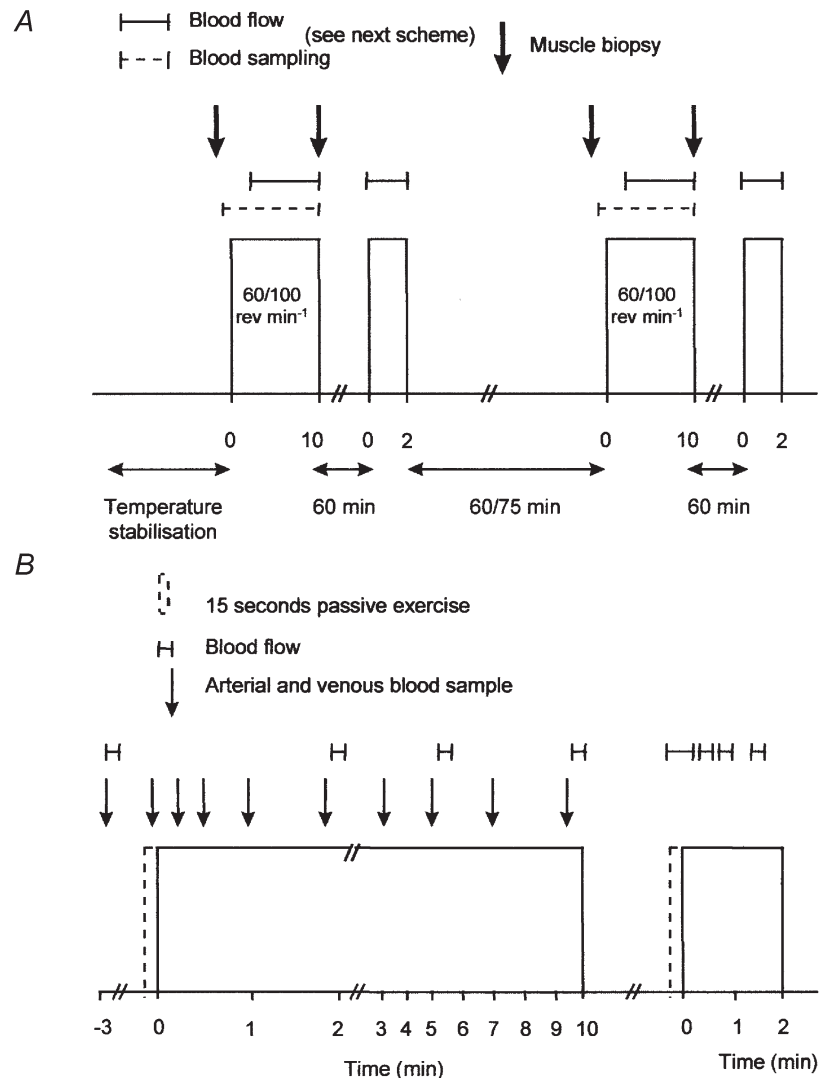 A
Blood flow
(see next scheme)
Blood sampling
Muscle biopsy
60/100
rev min⁻¹
60/100
rev min⁻¹
0 10 0 2 0 10 0 2
Temperature
stabilisation
60 min
60/75 min
60 min
B
15 seconds passive exercise
Blood flow
Arterial and venous blood sample
-3 0 1 2 3 4 5 6 7 8 9 10 0 1 2
Time (min)
Time (min)